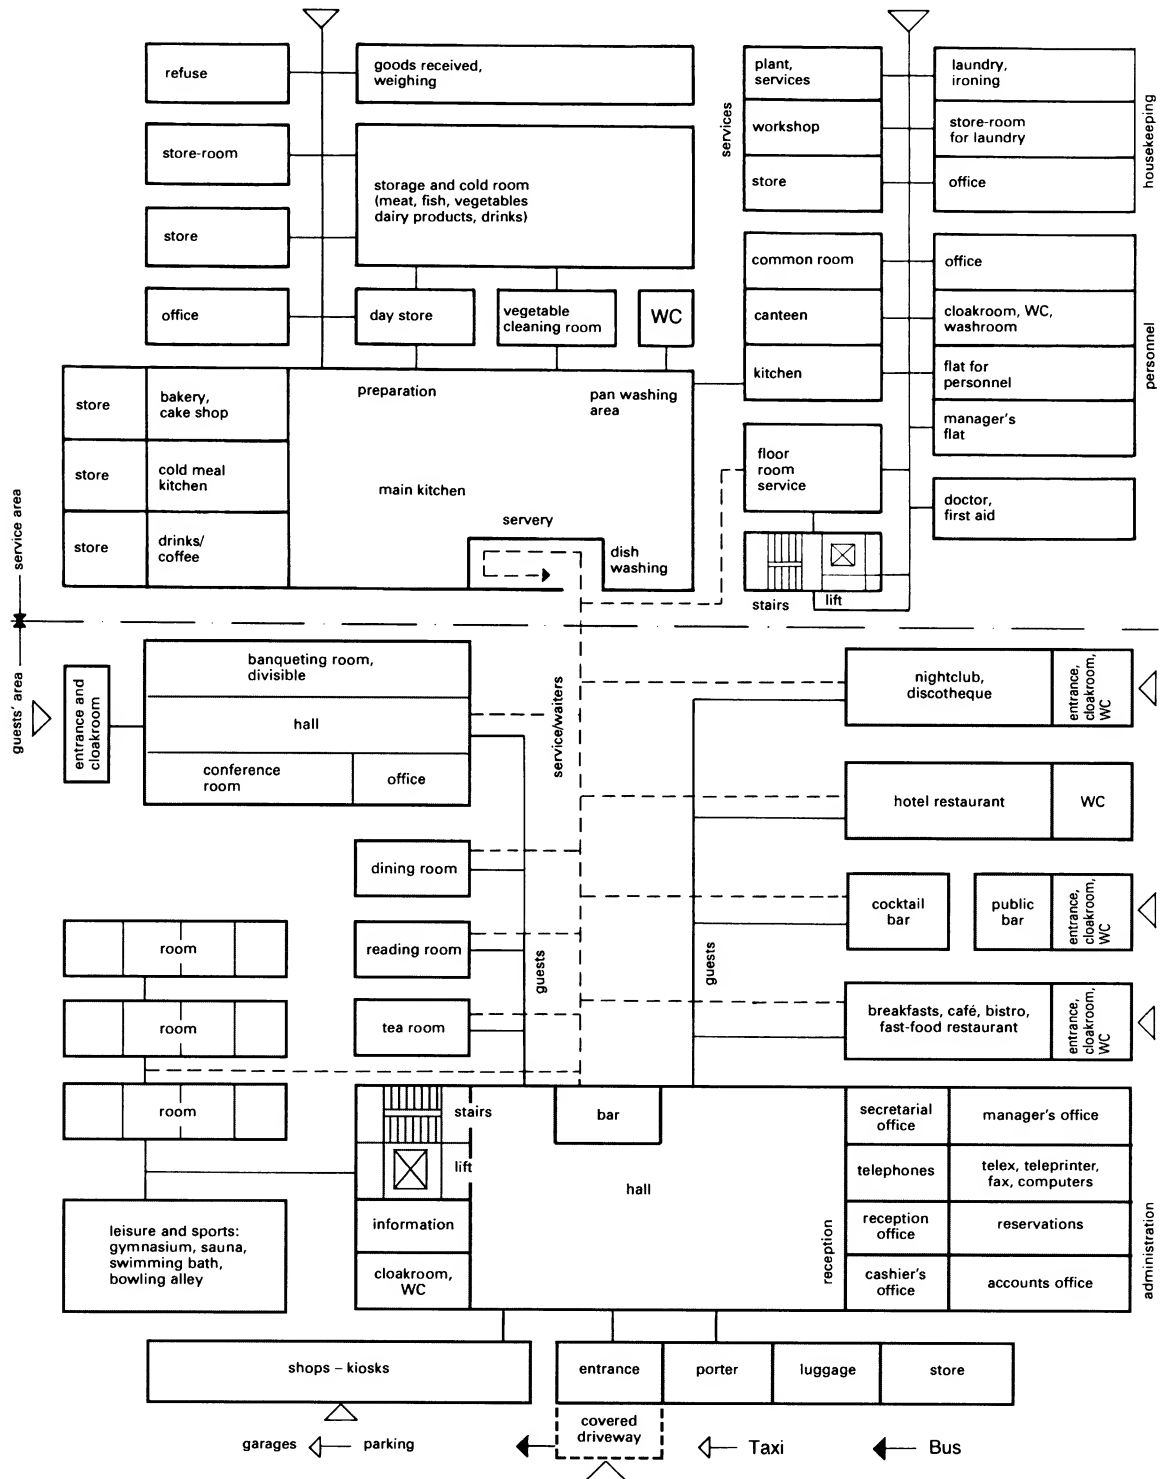 refuse
goods received,
weighing
store-room
storage and cold room
(meat, fish, vegetables
dairy products, drinks)
store
office
day store
vegetable
cleaning room
WC
plant,
services
workshop
store
services
laundry,
ironing
store-room
for laundry
office
housekeeping
common room
canteen
kitchen
office
cloakroom, WC,
washroom
flat for
personnel
manager's
flat
personnel
floor
room
service
doctor,
first aid
stairs
lift
store
bakery,
cake shop
store
cold meal
kitchen
store
drinks/
coffee
preparation
pan washing
area
main kitchen
servery
dish
washing
service area
guests' area
entrance and
cloakroom
banqueting room,
divisible
hall
conference
room
office
service/waiters
nightclub,
discotheque
entrance,
cloakroom,
WC
hotel restaurant
WC
dining room
cocktail
bar
public
bar
entrance,
cloakroom,
WC
reading room
guests
guests
tea room
breakfasts, café, bistro,
fast-food restaurant
entrance,
cloakroom,
WC
room
room
room
stairs
lift
bar
hall
information
cloakroom,
WC
leisure and sports:
gymnasium, sauna,
swimming bath,
bowling alley
reception
secretarial
office
manager's office
telephones
telex, teleprinter,
fax, computers
reception
office
reservations
cashier's
office
accounts office
administration
shops – kiosks
entrance
porter
luggage
store
covered
driveway
garages
parking
Taxi
Bus